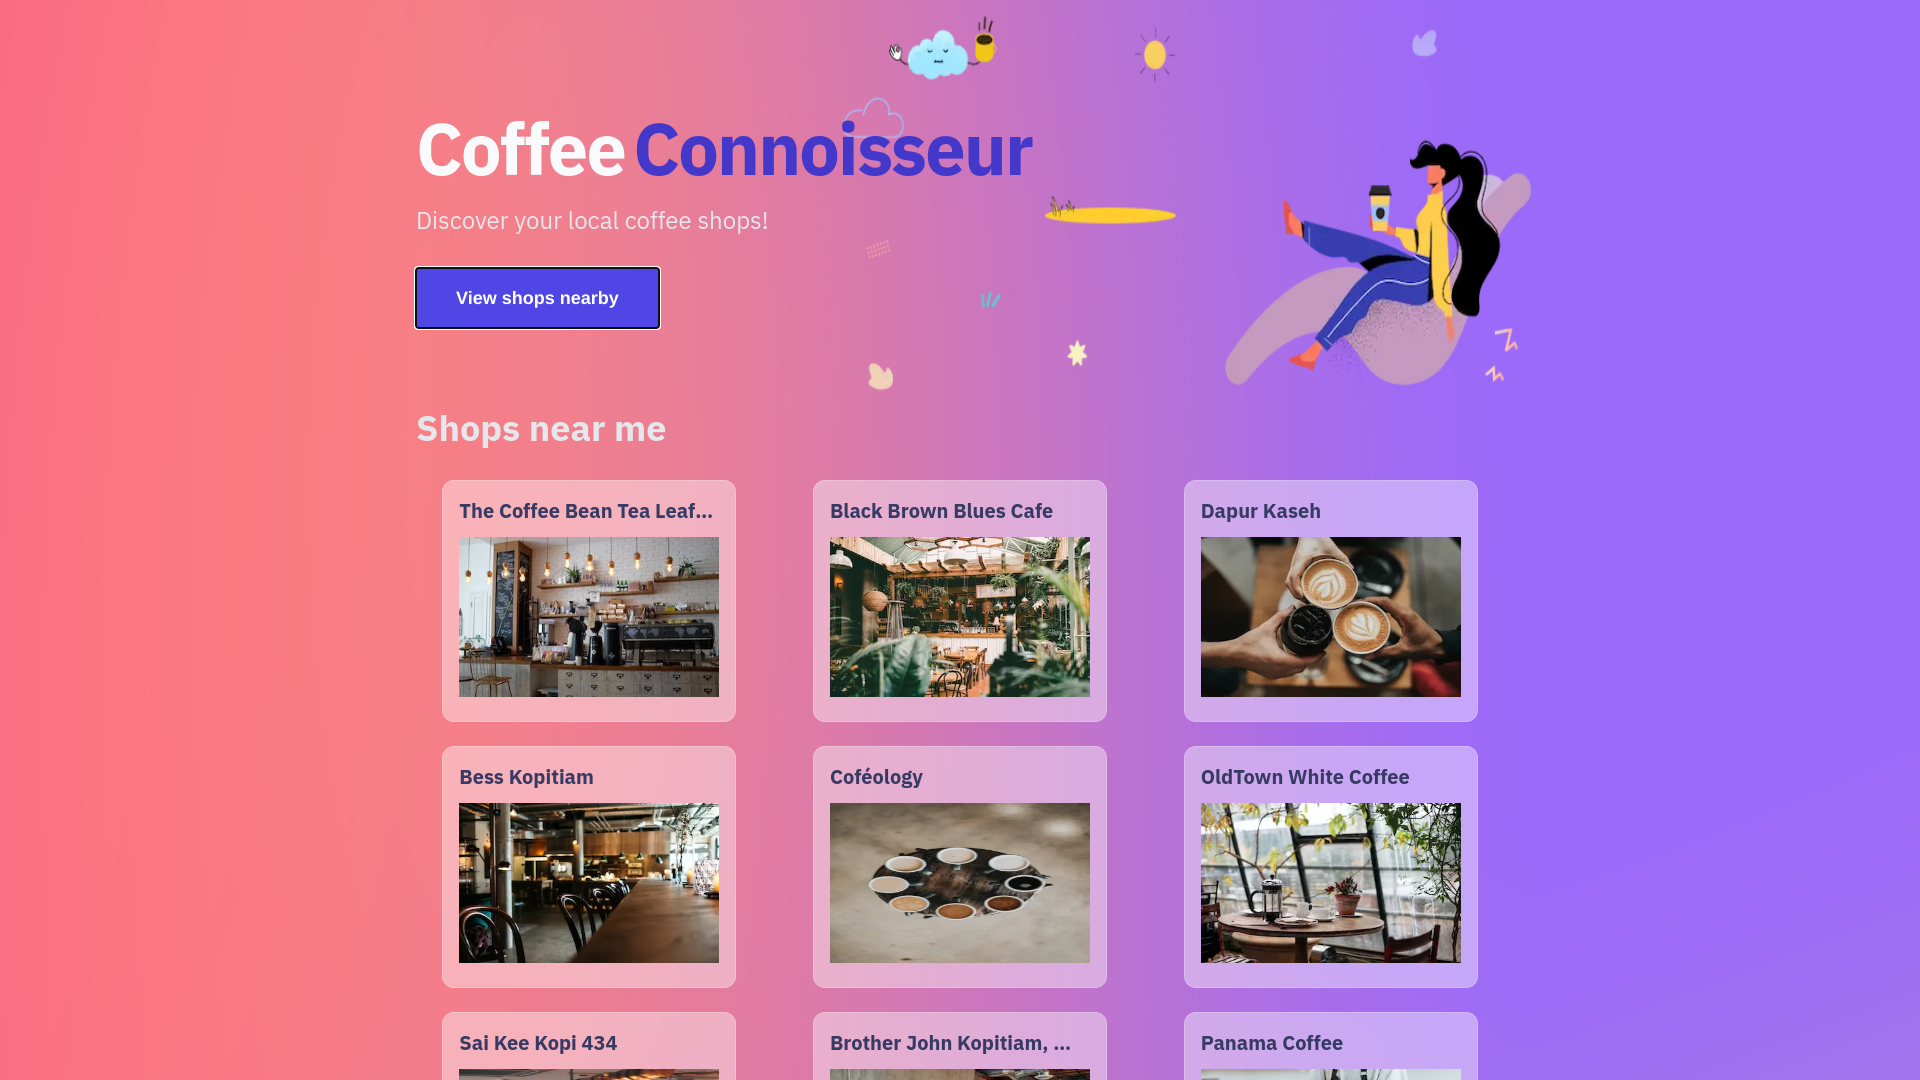 Coffee Connoisseur
Discover your local coffee shops!
View shops nearby
Shops near me
The Coffee Bean Tea Leaf...
Black Brown Blues Cafe
Dapur Kaseh
Bess Kopitiam
Coféology
OldTown White Coffee
Sai Kee Kopi 434
Brother John Kopitiam, ...
Panama Coffee